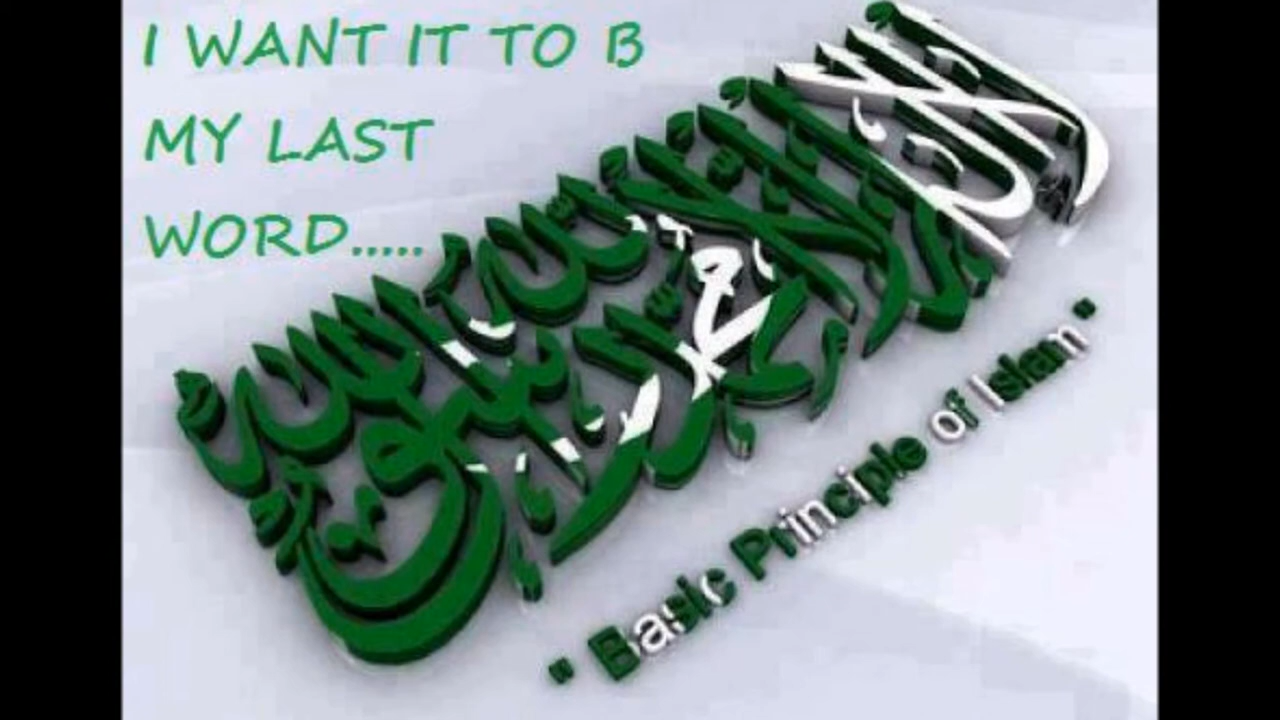 I WANT IT TO B
MY LAST
WORD.....
لا إله إلا الله محمد رسول الله
" Basic Principle of Islam "